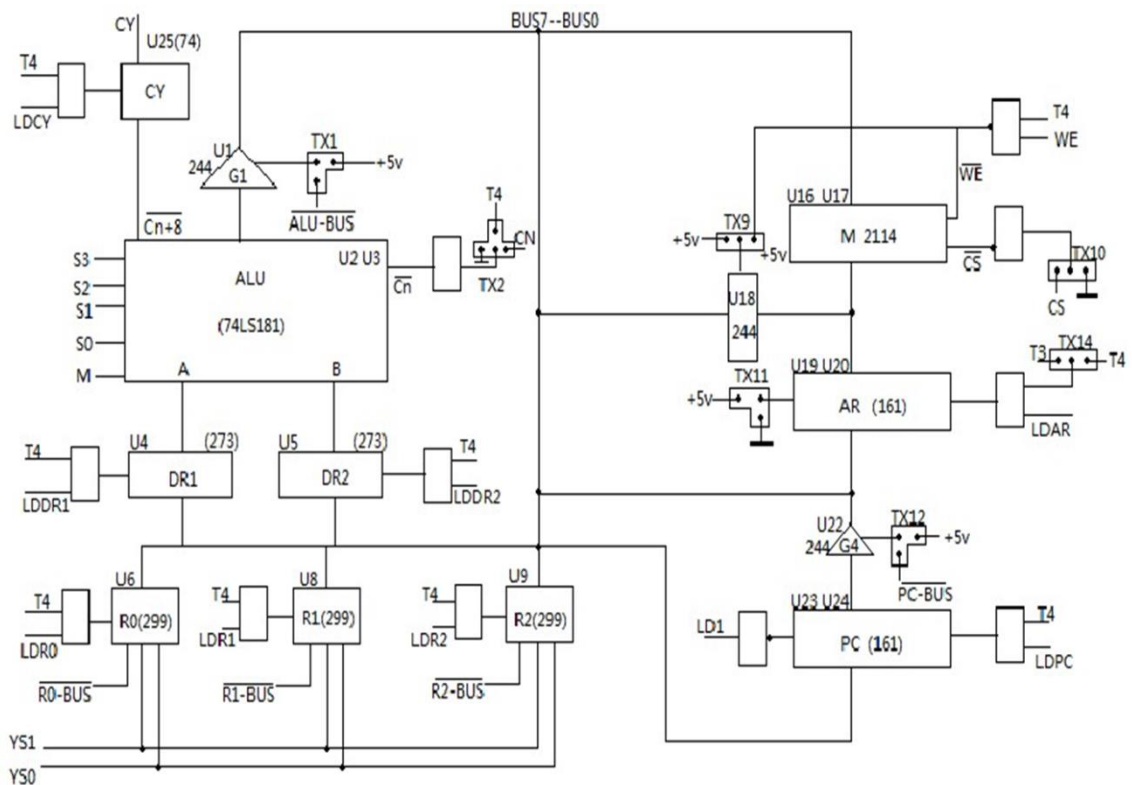 BUS7--BUS0
CY
U25(74)
T4
CY
LDCY
U1
244
G1
TX1
+5v
ALU-BUS
T4
WE
WE
Cn+8
T4
CN
TX2
U2 U3
Cn
S3
S2
S1
S0
M
ALU
(74LS181)
A
B
U16 U17
M 2114
TX9
+5v
+5v
CS
TX10
CS
U18
244
U19 U20
AR (161)
TX11
+5v
T3
TX14
T4
LDAR
U4
(273)
DR1
T4
LDDR1
U5
(273)
DR2
T4
LDDR2
U22
244
G4
TX12
+5v
PC-BUS
U6
R0(299)
T4
LDR0
R0-BUS
U8
R1(299)
T4
LDR1
R1-BUS
U9
R2(299)
T4
LDR2
R2-BUS
U23 U24
PC (161)
LD1
T4
LDPC
YS1
YS0